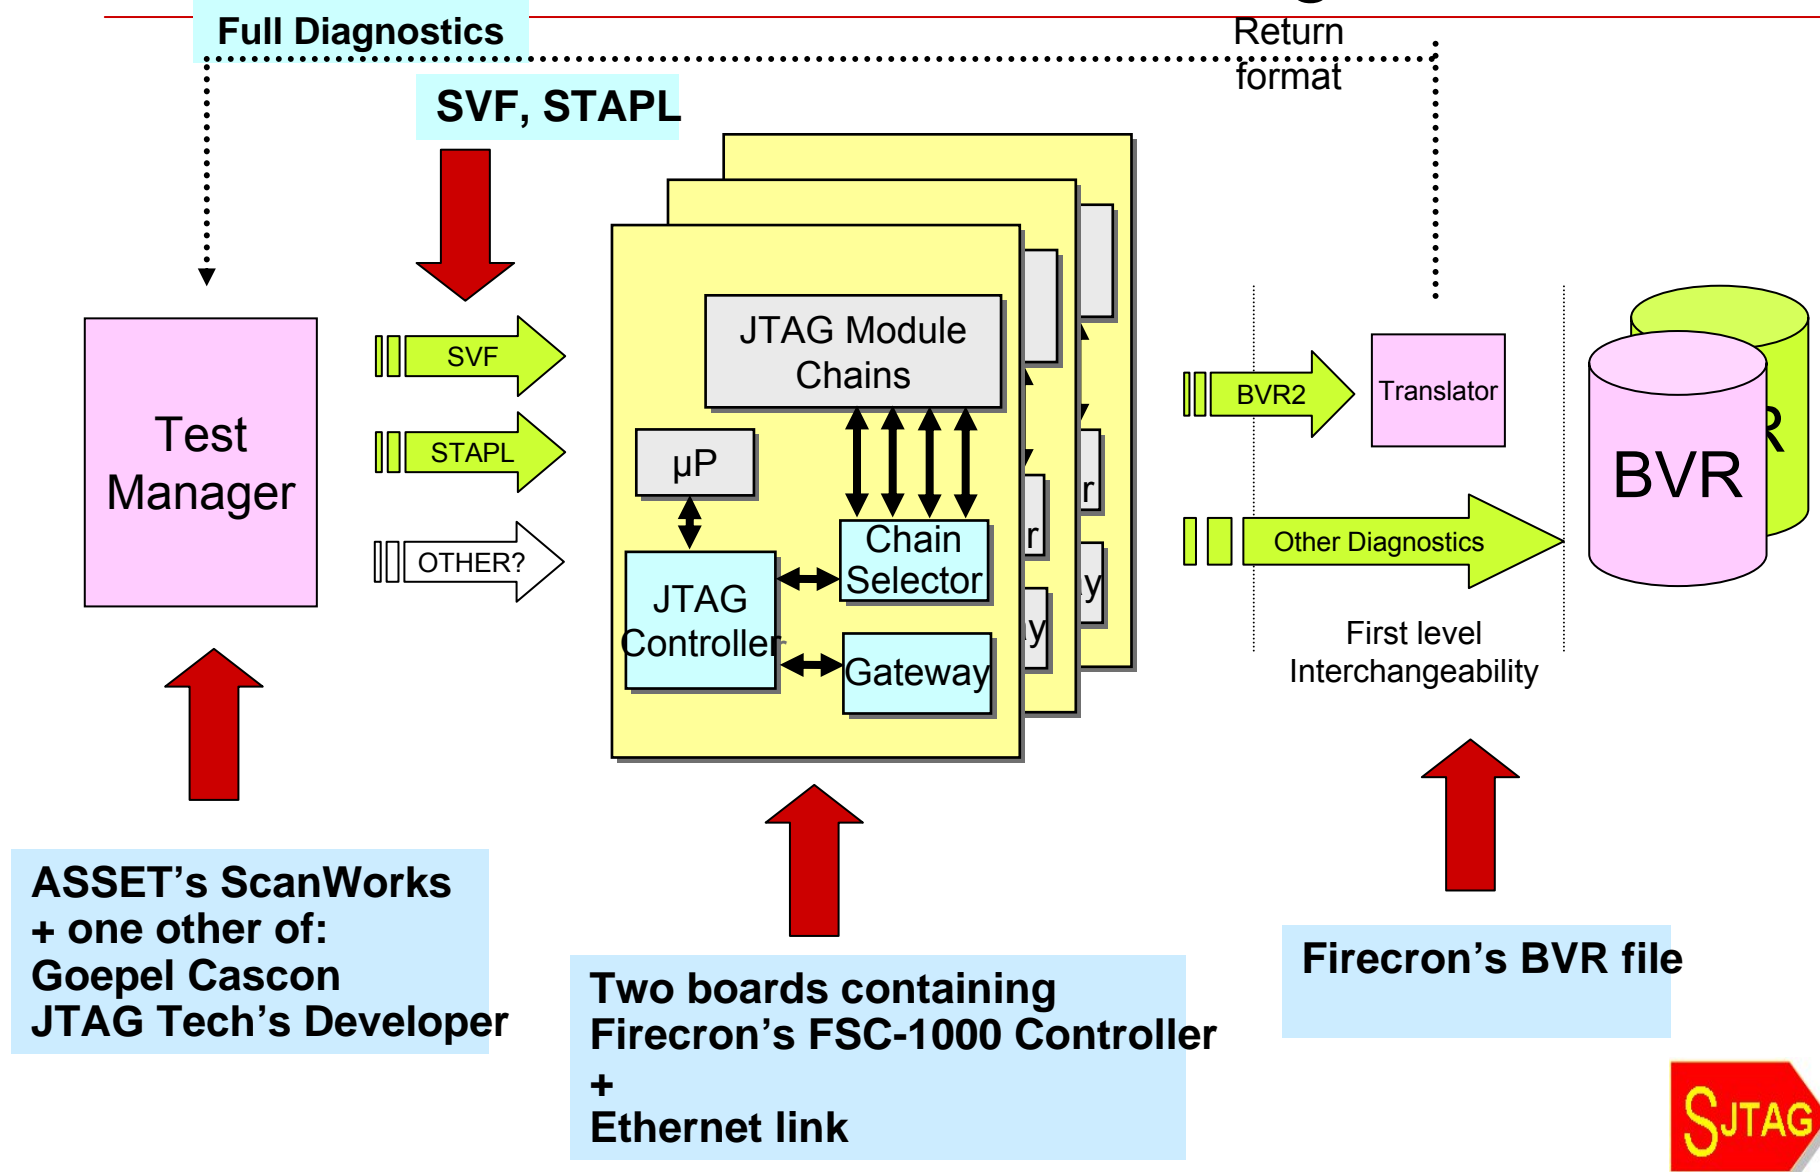 Full Diagnostics
Return
format
SVF, STAPL
Test
Manager
SVF
STAPL
OTHER?
JTAG Module
Chains
µP
Chain
Selector
JTAG
Controller
Gateway
r
y
r
y
BVR2
Translator
Other Diagnostics
First level
Interchangeability
BVR
R
ASSET’s ScanWorks
+ one other of:
Goepel Cascon
JTAG Tech’s Developer
Two boards containing
Firecron’s FSC-1000 Controller
+
Ethernet link
Firecron’s BVR file
SJTAG